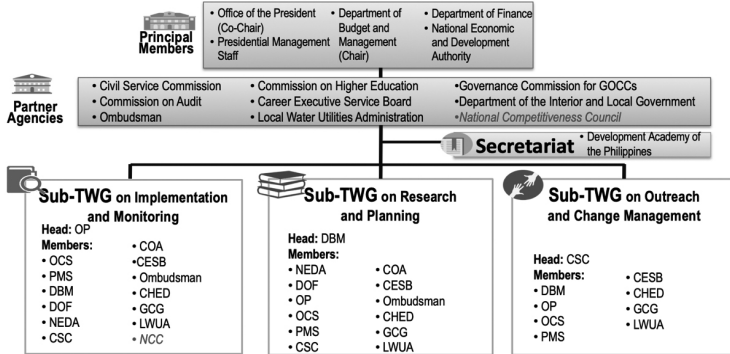 Principal
Members
• Office of the President
(Co-Chair)
• Presidential Management
Staff
• Department of
Budget and
Management
(Chair)
• Department of Finance
• National Economic
and Development
Authority
Partner
Agencies
• Civil Service Commission
• Commission on Audit
• Ombudsman
• Commission on Higher Education
• Career Executive Service Board
• Local Water Utilities Administration
•Governance Commission for GOCCs
•Department of the Interior and Local Government
•National Competitiveness Council
Secretariat
• Development Academy of
the Philippines
Sub-TWG on Implementation
and Monitoring
Head: OP
Members:
• OCS
• PMS
• DBM
• DOF
• NEDA
• CSC
• COA
•CESB
• Ombudsman
• CHED
• GCG
• LWUA
• NCC
Sub-TWG on Research
and Planning
Head: DBM
Members:
• NEDA
• DOF
• OP
• OCS
• PMS
• CSC
• COA
• CESB
• Ombudsman
• CHED
• GCG
• LWUA
Sub-TWG on Outreach
and Change Management
Head: CSC
Members:
• DBM
• OP
• OCS
• PMS
• CESB
• CHED
• GCG
• LWUA